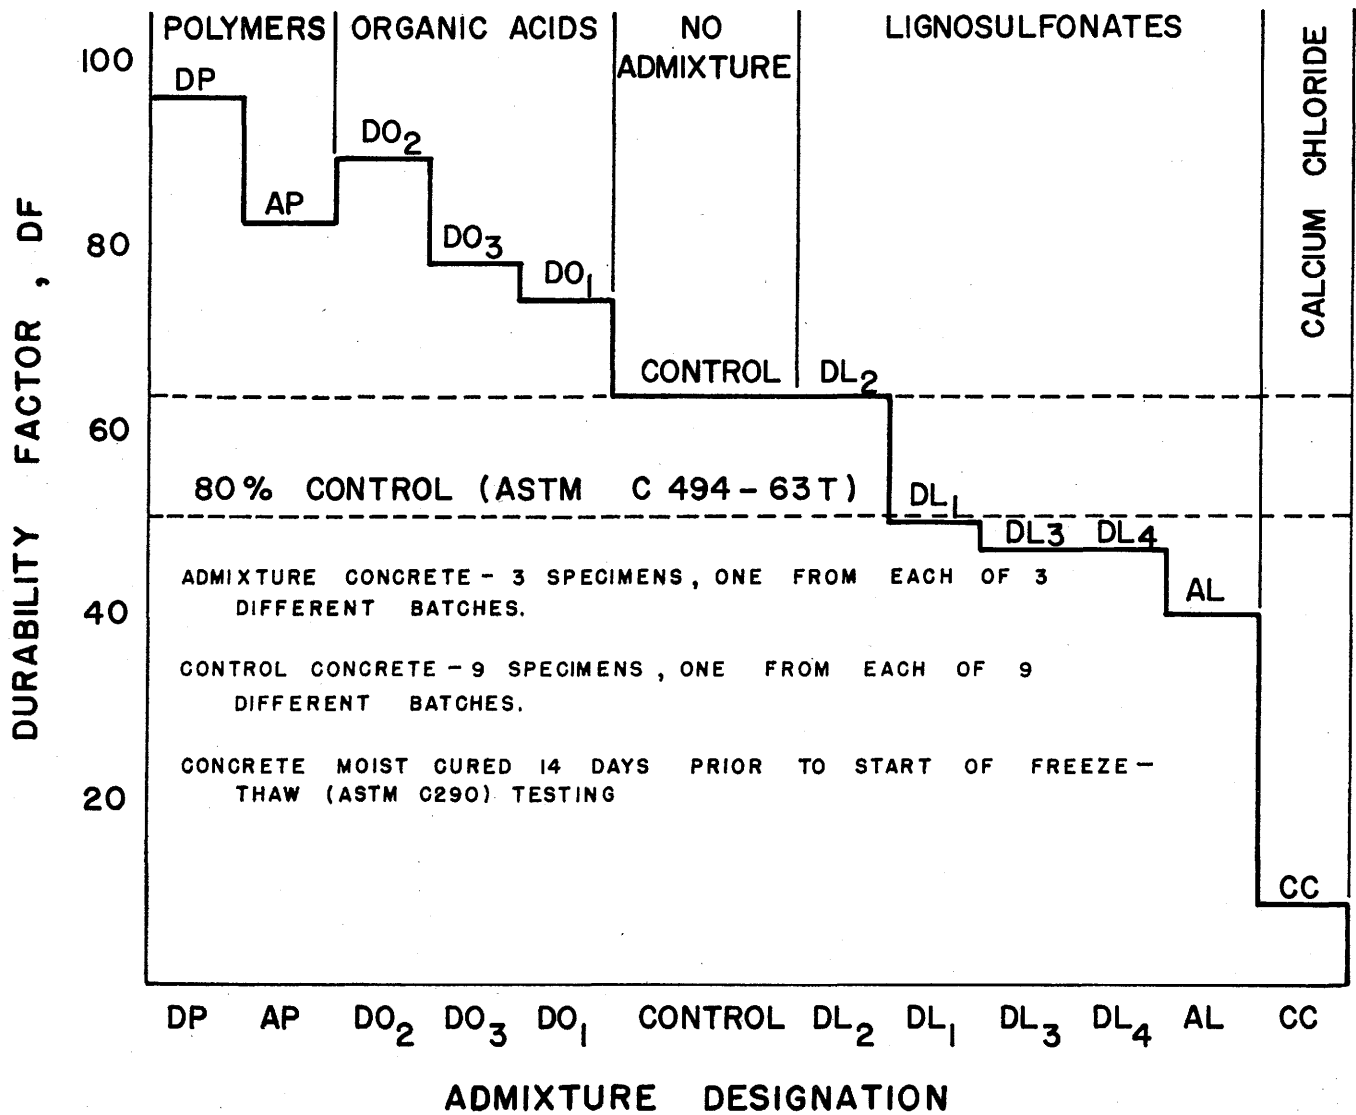 POLYMERS
ORGANIC ACIDS
NO
ADMIXTURE
LIGNOSULFONATES
CALCIUM CHLORIDE
DURABILITY FACTOR, DF
100
80
60
40
20
DP
AP
DO2
DO3
DO1
CONTROL
DL2
80% CONTROL (ASTM C 494-63T)
DL1
DL3
DL4
AL
CC
ADMIXTURE CONCRETE - 3 SPECIMENS, ONE FROM EACH OF 3
DIFFERENT BATCHES.
CONTROL CONCRETE - 9 SPECIMENS, ONE FROM EACH OF 9
DIFFERENT BATCHES.
CONCRETE MOIST CURED 14 DAYS PRIOR TO START OF FREEZE-
THAW (ASTM C290) TESTING
DP AP DO2 DO3 DO1 CONTROL DL2 DL1 DL3 DL4 AL CC
ADMIXTURE DESIGNATION